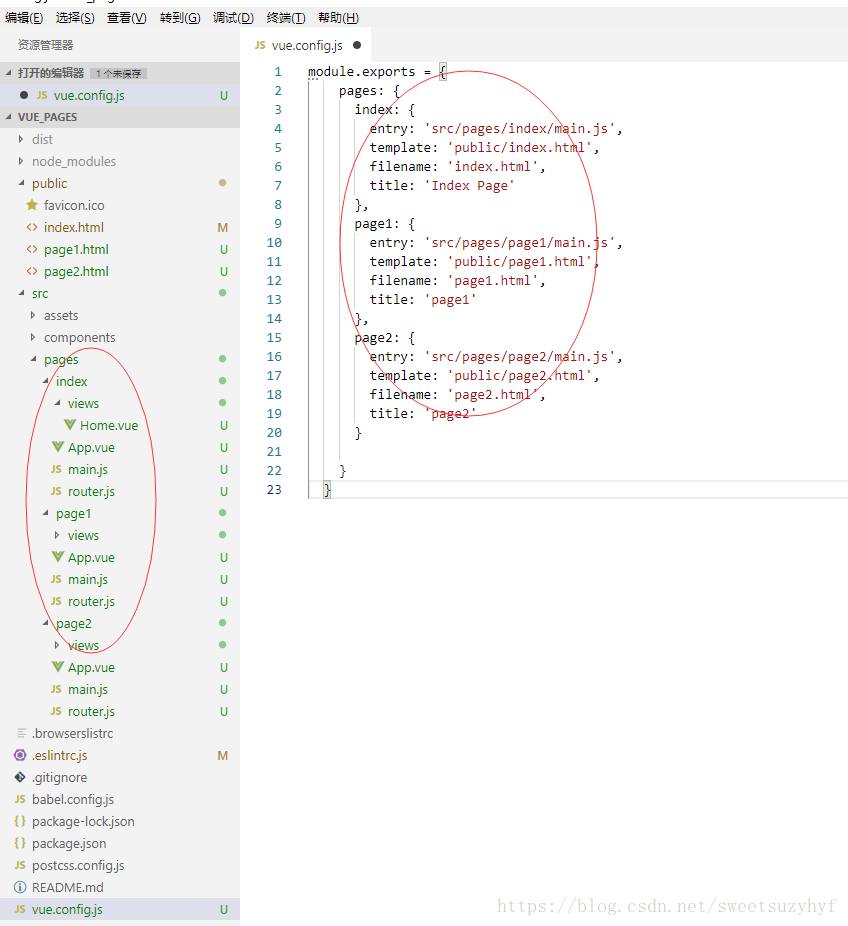 编辑(E) 选择(S) 查看(V) 转到(G) 调试(D) 终端(T) 帮助(H)
资源管理器
打开的编辑器 1 个未保存
JS vue.config.js U
VUE_PAGES
dist
node_modules
public
favicon.ico
<> index.html M
<> page1.html U
<> page2.html U
src
assets
components
pages
index
views
Home.vue U
App.vue U
JS main.js U
JS router.js U
page1
views
App.vue U
JS main.js U
JS router.js U
page2
views
App.vue U
JS main.js U
JS router.js U
.browserslistrc
.eslintrc.js M
.gitignore
JS babel.config.js
{} package-lock.json
{} package.json
JS postcss.config.js
README.md
JS vue.config.js U
JS vue.config.js
1 module.exports = {
2 pages: {
3 index: {
4 entry: 'src/pages/index/main.js',
5 template: 'public/index.html',
6 filename: 'index.html',
7 title: 'Index Page'
8 },
9 page1: {
10 entry: 'src/pages/page1/main.js',
11 template: 'public/page1.html',
12 filename: 'page1.html',
13 title: 'page1'
14 },
15 page2: {
16 entry: 'src/pages/page2/main.js',
17 template: 'public/page2.html',
18 filename: 'page2.html',
19 title: 'page2'
20 }
21
22 }
23 }
https://blog.csdn.net/sweetsuzyhyf